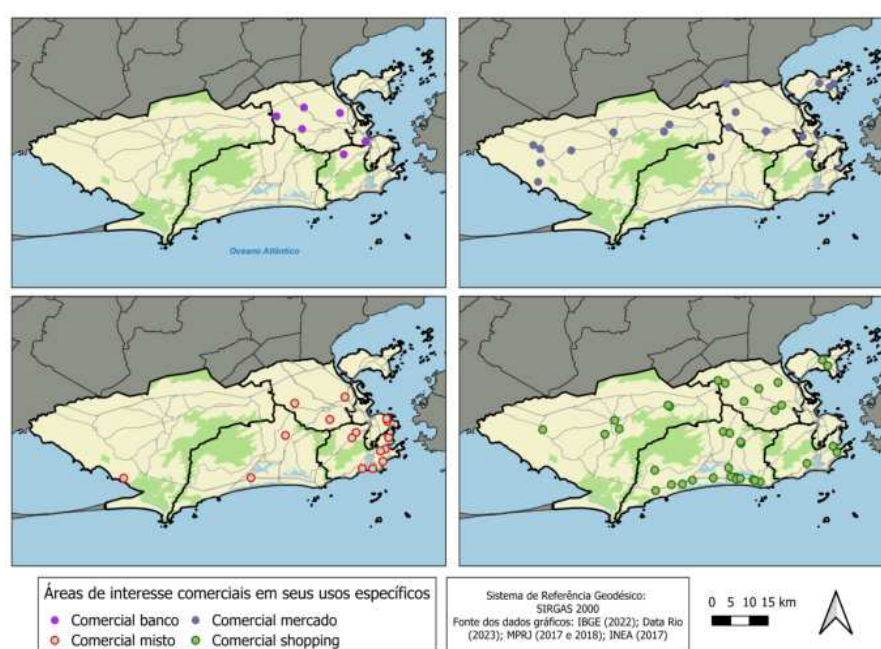 Oceano Atlântico
Áreas de interesse comerciais em seus usos específicos
Comercial banco
Comercial mercado
Comercial misto
Comercial shopping
Sistema de Referência Geodésico:
SIRGAS 2000
Fonte dos dados gráficos: IBGE (2022); Data Rio
(2023); MPRJ (2017 e 2018); INEA (2017)
0 5 10 15 km